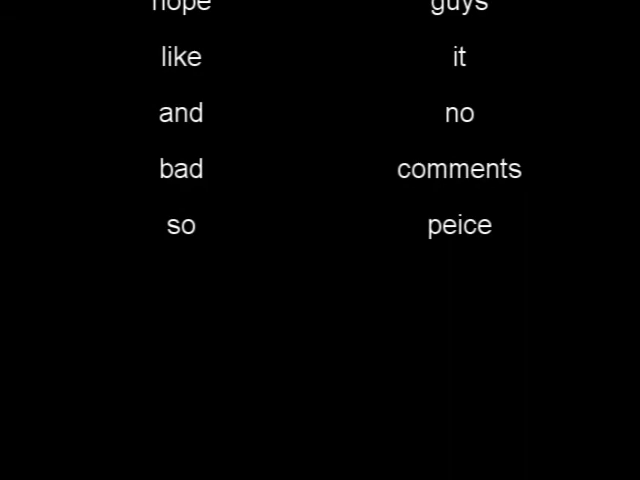 hope guys
like it
and no
bad comments
so peice